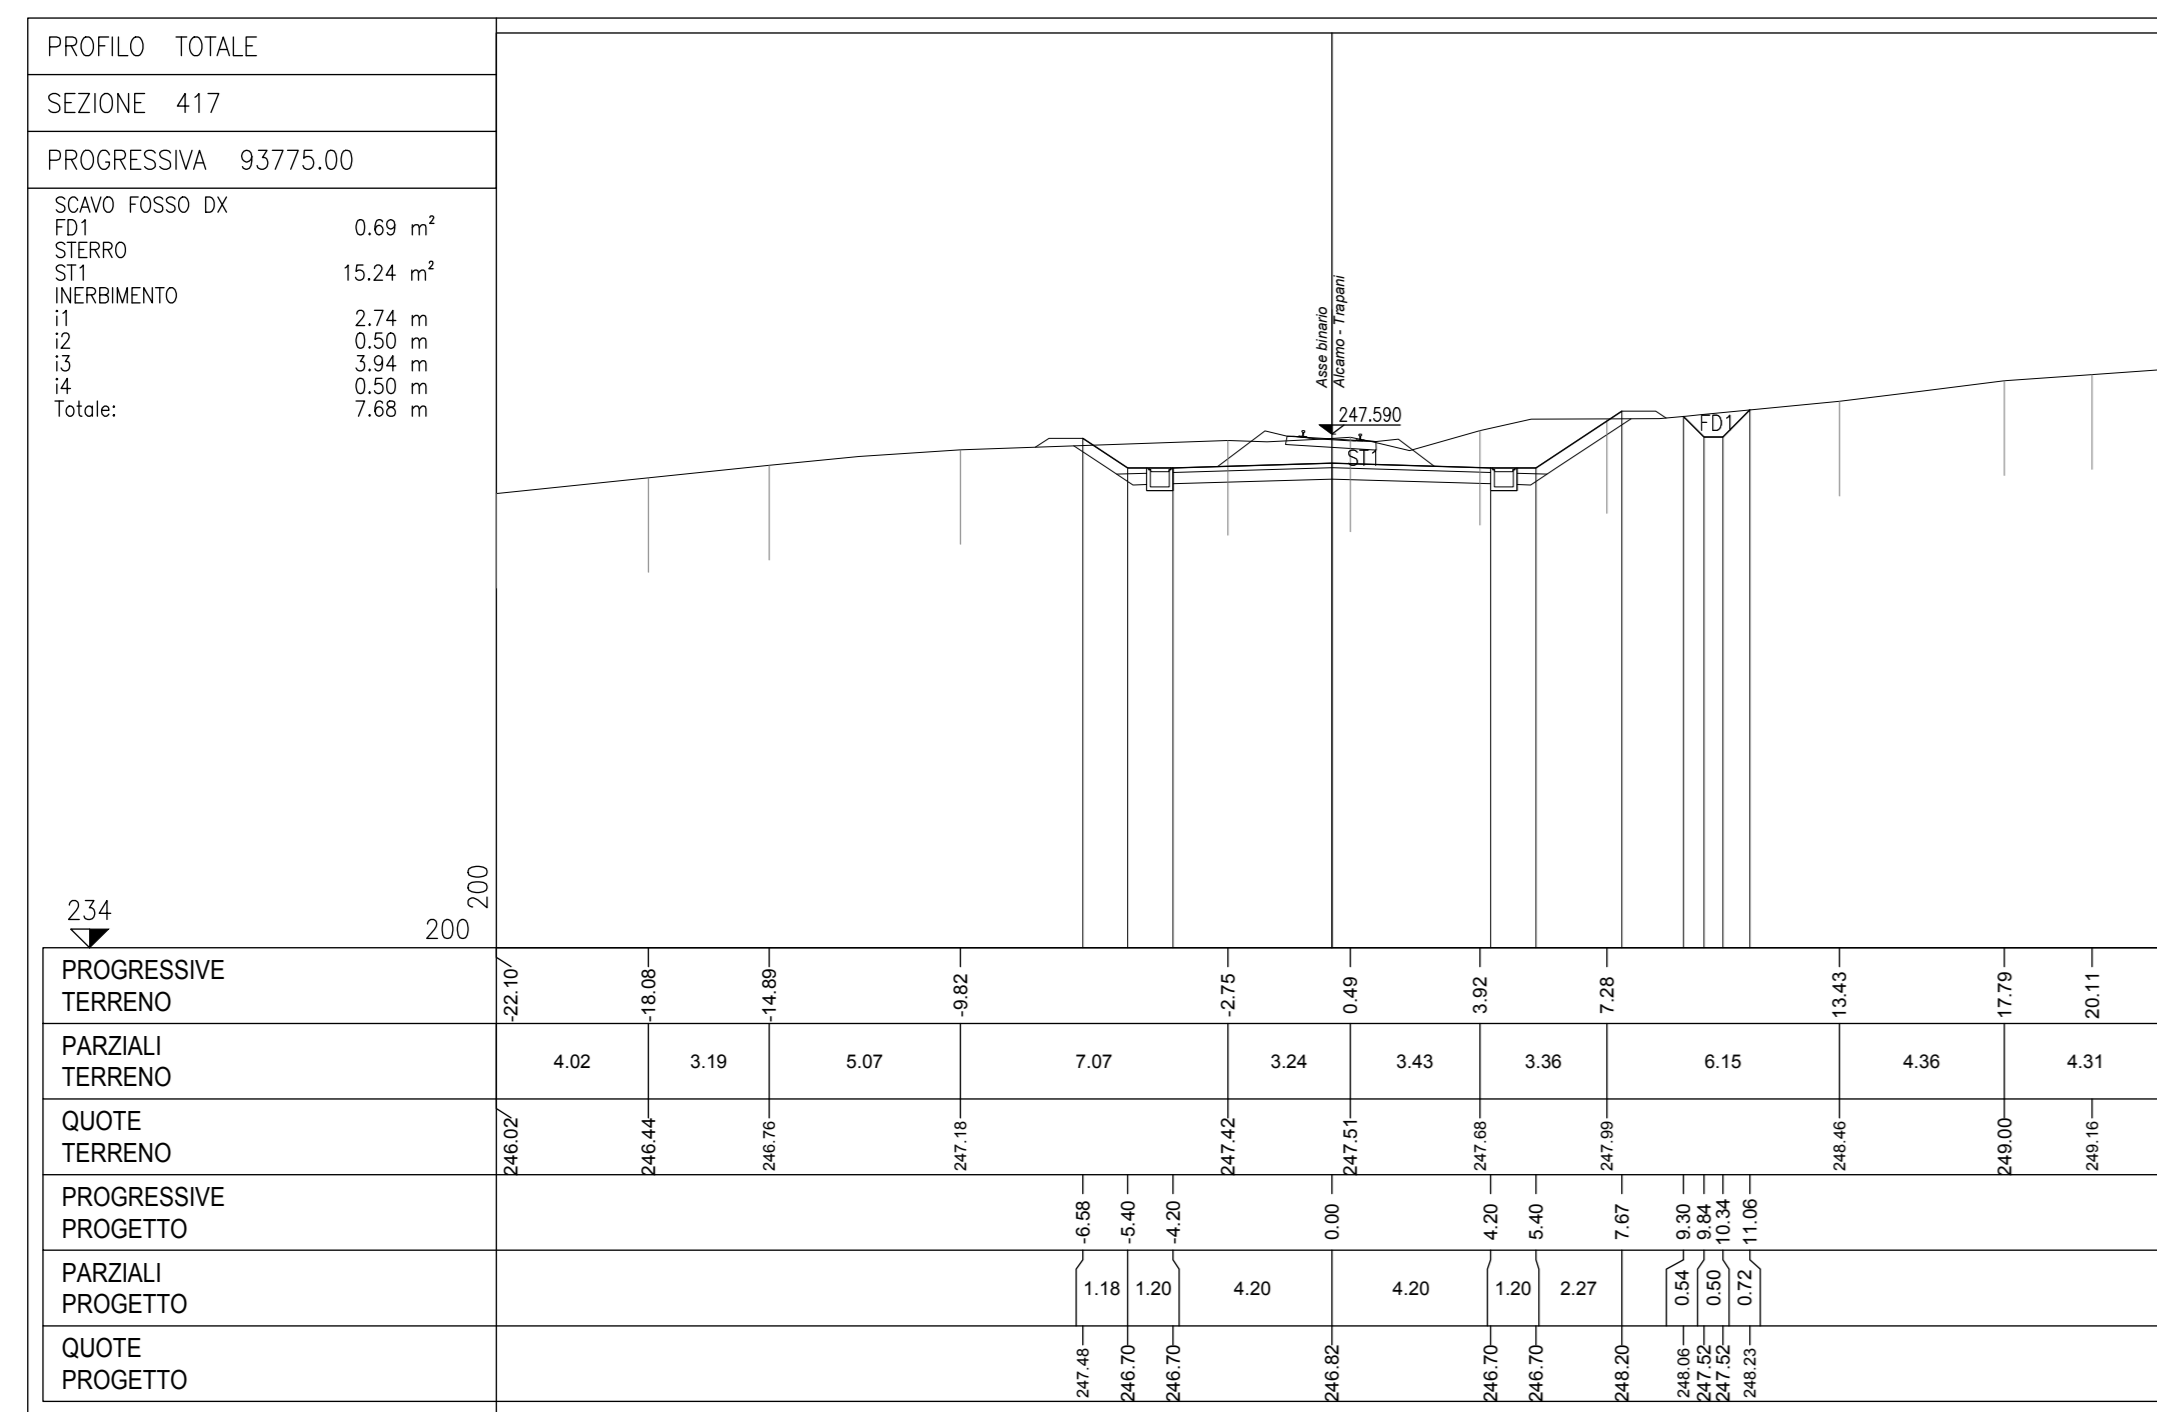 PROFILO TOTALE
SEZIONE 417
PROGRESSIVA 93775.00
SCAVO FOSSO DX
FD1 0.69 m²
STERRO
ST1 15.24 m²
INERBIMENTO
i1 2.74 m
i2 0.50 m
i3 3.94 m
i4 0.50 m
Totale: 7.68 m
Asse binario
Alcamo - Trapani
247.590
ST1
FD1
234
200
200
PROGRESSIVE
TERRENO
-22.10 -18.08 -14.89 -9.82 -2.75 0.49 3.92 7.28 13.43 17.79 20.11
PARZIALI
TERRENO
4.02 3.19 5.07 7.07 3.24 3.43 3.36 6.15 4.36 4.31
QUOTE
TERRENO
246.02 246.44 246.76 247.18 247.42 247.51 247.68 247.99 248.46 249.00 249.16
PROGRESSIVE
PROGETTO
-6.58 -5.40 -4.20 0.00 4.20 5.40 7.67 9.30 9.84 10.34 11.06
PARZIALI
PROGETTO
1.18 1.20 4.20 4.20 1.20 2.27 0.54 0.50 0.72
QUOTE
PROGETTO
247.48 246.70 246.70 246.82 246.70 246.70 248.20 248.06 247.52 247.52 248.23